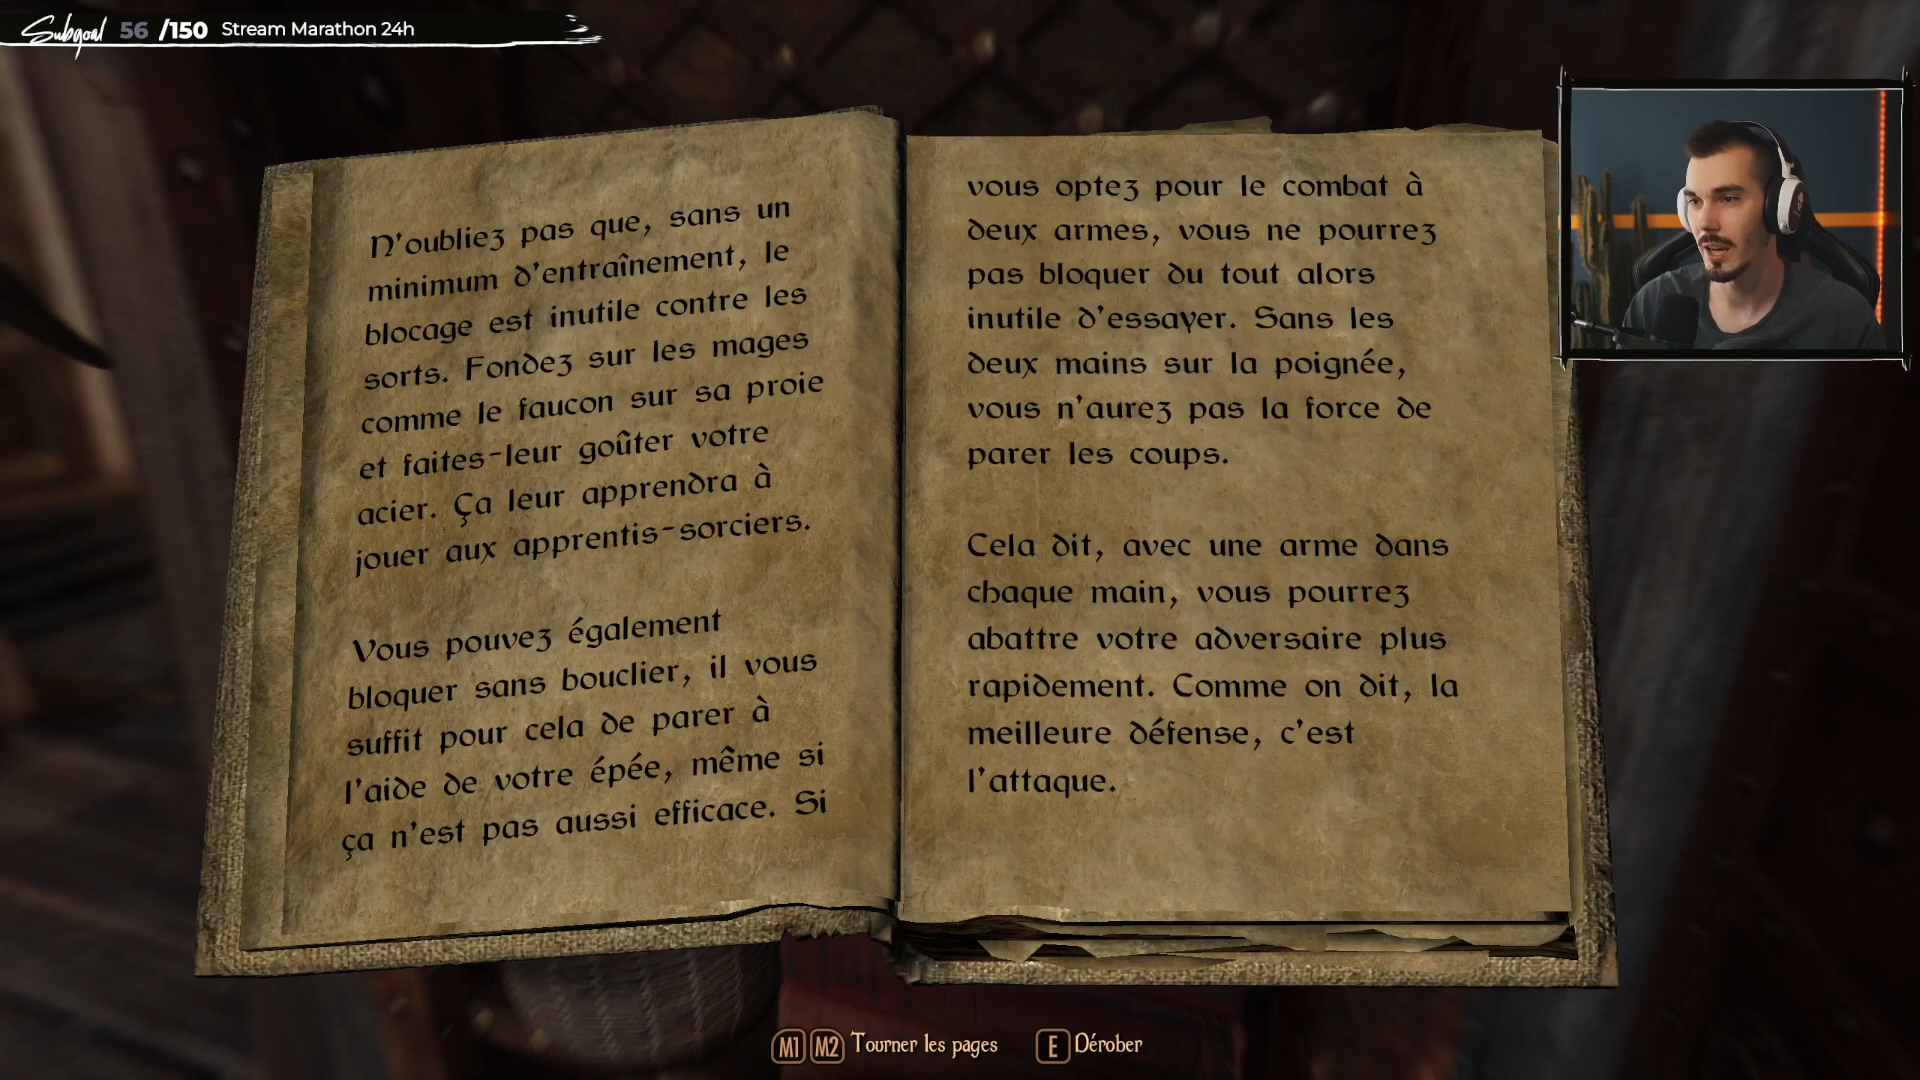 Subgoal 56 /150 Stream Marathon 24h
N'oubliez pas que, sans un
minimum d'entraînement, le
blocage est inutile contre les
sorts. Fondez sur les mages
comme le faucon sur sa proie
et faites-leur goûter votre
acier. Ça leur apprendra à
jouer aux apprentis-sorciers.
Vous pouvez également
bloquer sans bouclier, il vous
suffit pour cela de parer à
l'aide de votre épée, même si
ça n'est pas aussi efficace. Si
vous optez pour le combat à
deux armes, vous ne pourrez
pas bloquer du tout alors
inutile d'essayer. Sans les
deux mains sur la poignée,
vous n'aurez pas la force de
parer les coups.
Cela dit, avec une arme dans
chaque main, vous pourrez
abattre votre adversaire plus
rapidement. Comme on dit, la
meilleure défense, c'est
l'attaque.
M1 M2 Tourner les pages E Dérober